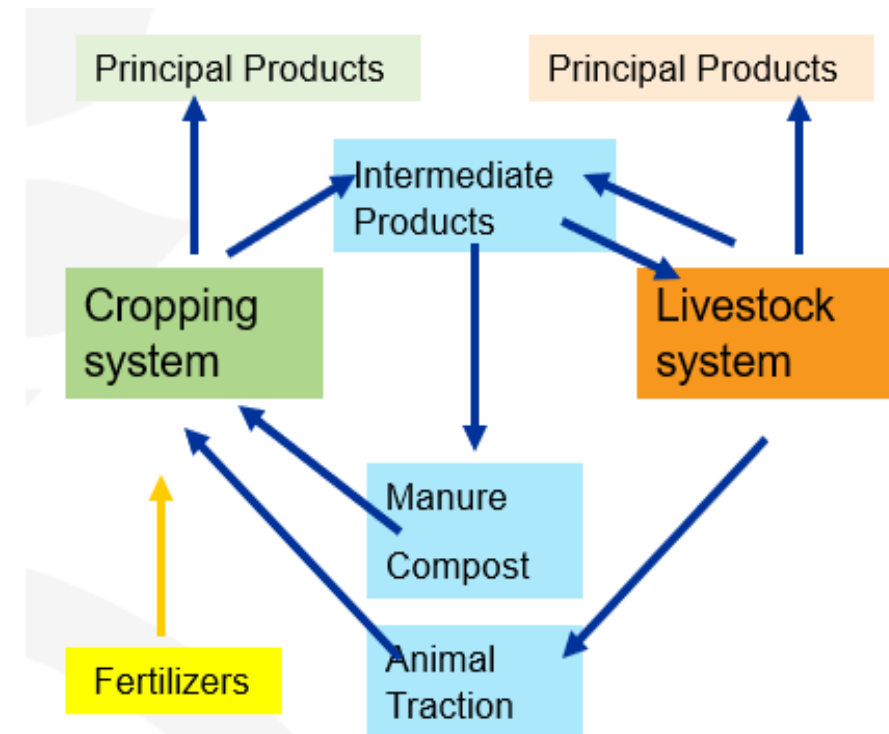 Principal Products
Principal Products
Intermediate
Products
Cropping
system
Livestock
system
Manure
Compost
Fertilizers
Animal
Traction